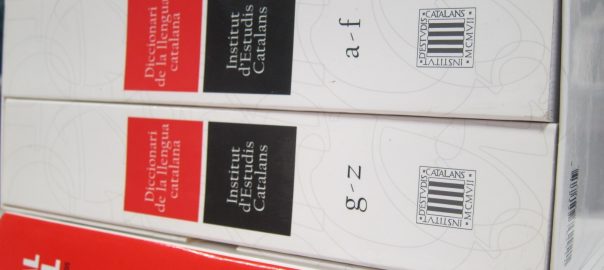 Diccionari
de la llengua
catalana
Institut
d'Estudis
Catalans
a-f
INSTITVT
D'ESTVDIS
CATALANS
MCMVII
Diccionari
de la llengua
catalana
Institut
d'Estudis
Catalans
g-z
INSTITVT
D'ESTVDIS
CATALANS
MCMVII